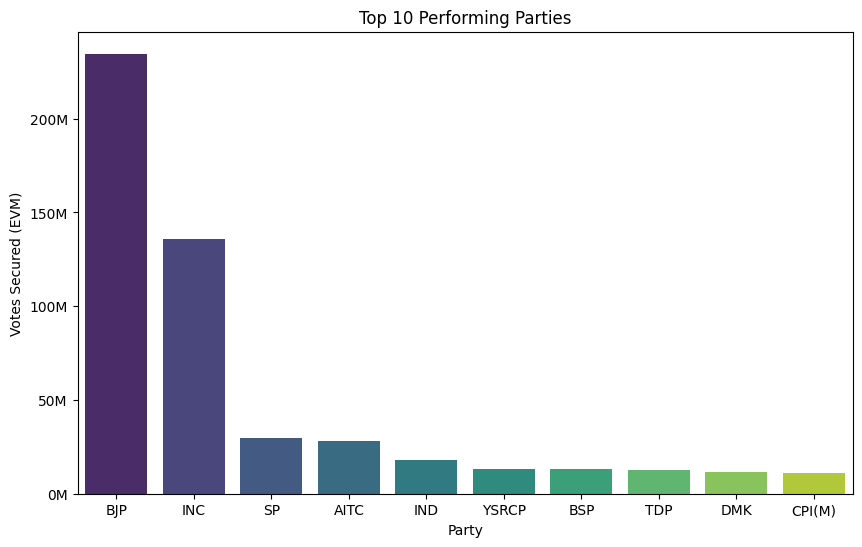 Top 10 Performing Parties
Votes Secured (EVM)
200M
150M
100M
50M
0M
BJP INC SP AITC IND YSRCP BSP TDP DMK CPI(M)
Party